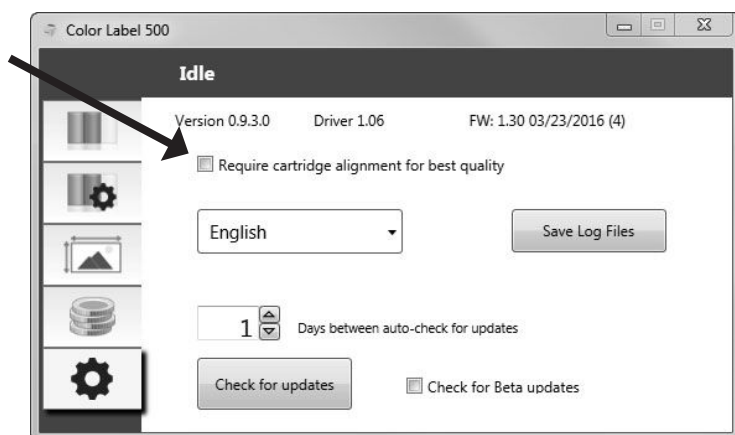 Color Label 500
Idle
Version 0.9.3.0 Driver 1.06 FW: 1.30 03/23/2016 (4)
Require cartridge alignment for best quality
English Save Log Files
1 Days between auto-check for updates
Check for updates Check for Beta updates